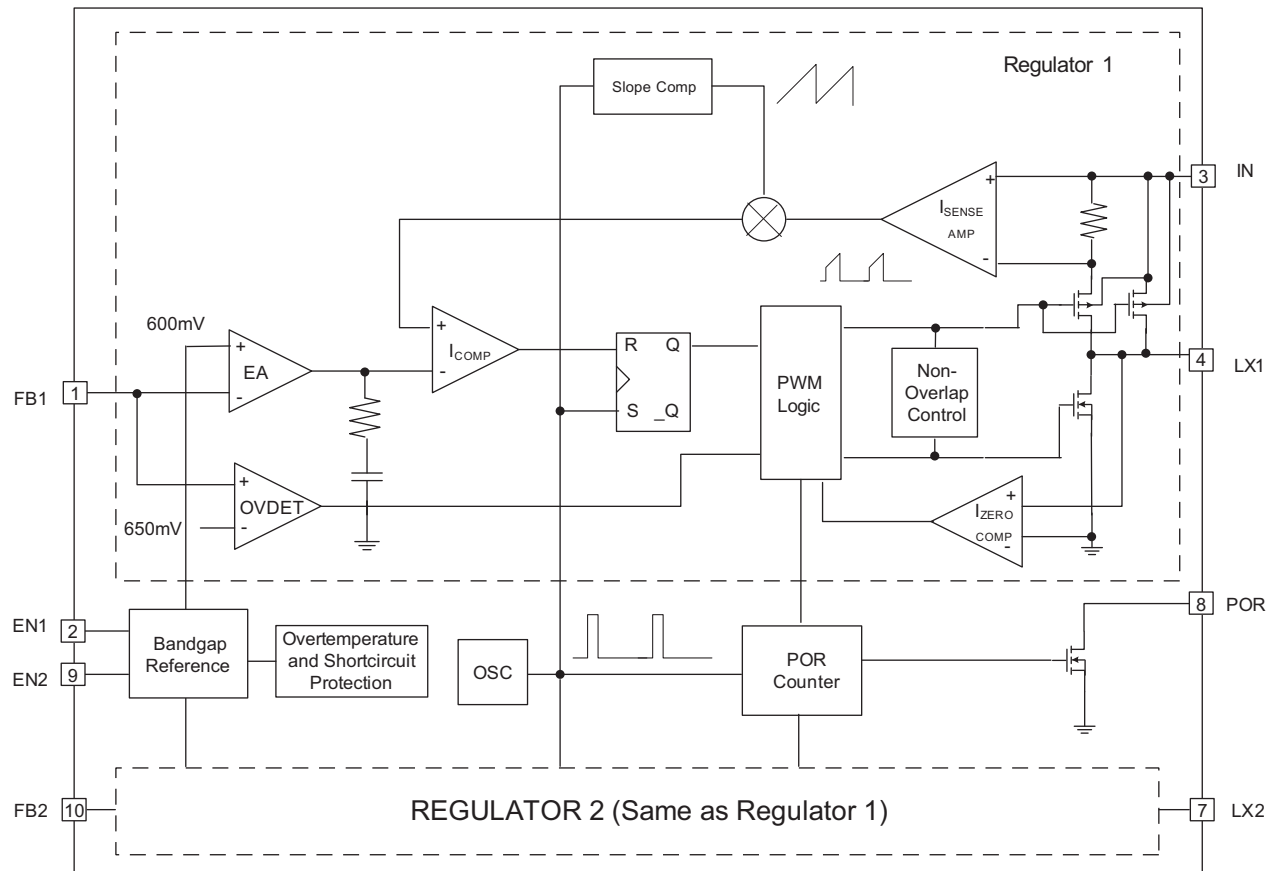 Regulator 1
Slope Comp
+
ISENSE
AMP
-
3
IN
600mV
+
EA
-
+
ICOMP
-
R Q
S _Q
PWM
Logic
Non-
Overlap
Control
4
LX1
FB1
1
+
OVDET
-
650mV
+
IZERO
COMP
-
8
POR
EN1
2
EN2
9
Bandgap
Reference
Overtemperature
and Shortcircuit
Protection
OSC
POR
Counter
FB2
10
REGULATOR 2 (Same as Regulator 1)
7
LX2